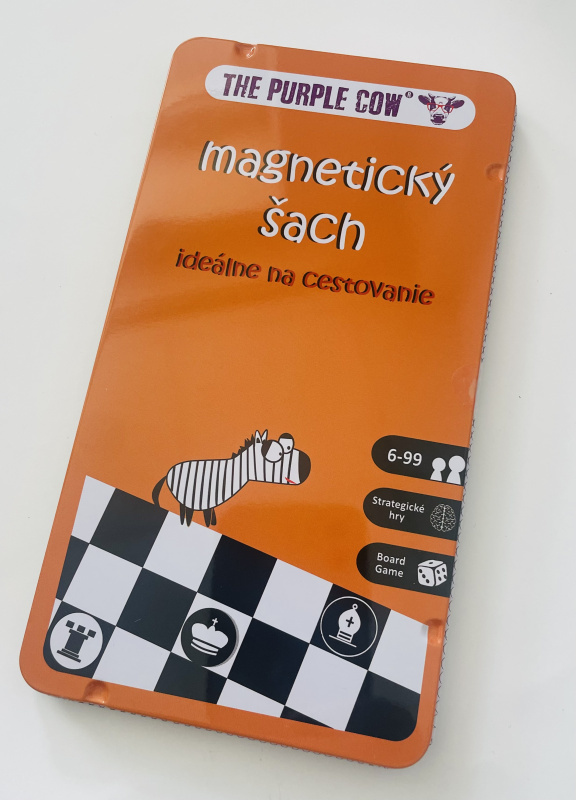 THE PURPLE COW®
magnetický
šach
ideálne na cestovanie
6-99
Strategické
hry
Board
Game